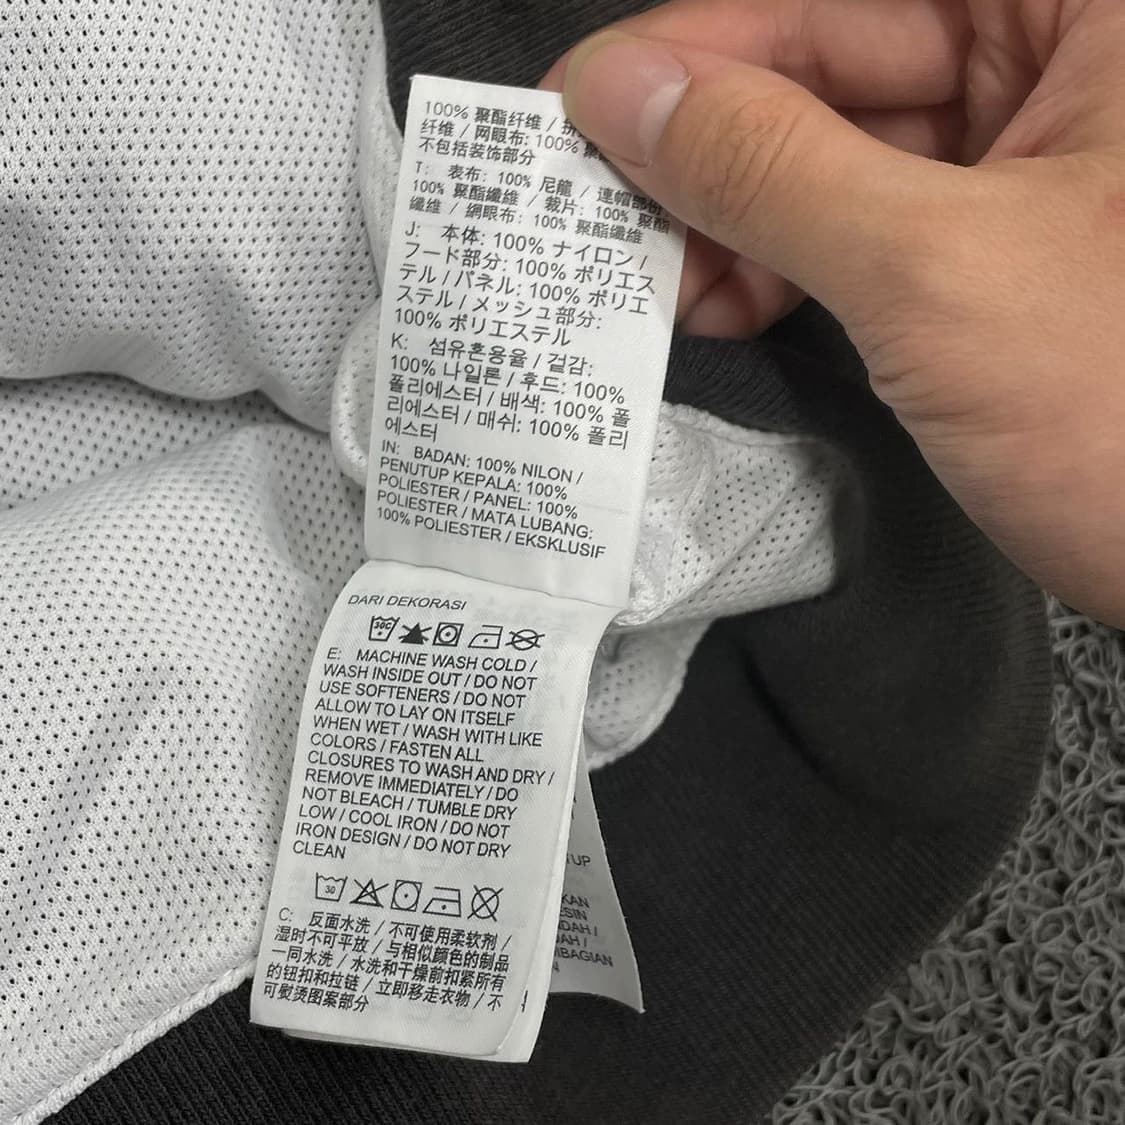 100% 聚酯纤维 /
纤维 / 网眼布: 100%
不包括装饰部分
T: 表布: 100% 尼龍 / 連帽部份
100% 聚酯纖維 / 裁片: 100% 聚酯
纖維 / 網眼布: 100% 聚酯纖維
J: 本体: 100% ナイロン /
フード部分: 100% ポリエス
テル / パネル: 100% ポリエ
ステル / メッシュ部分:
100% ポリエステル
K: 섬유혼용율 / 겉감:
100% 나일론 / 후드: 100%
폴리에스터 / 배색: 100% 폴
리에스터 / 매쉬: 100% 폴리
에스터
IN: BADAN: 100% NILON /
PENUTUP KEPALA: 100%
POLIESTER / PANEL: 100%
POLIESTER / MATA LUBANG:
100% POLIESTER / EKSKLUSIF
DARI DEKORASI
30C
E: MACHINE WASH COLD /
WASH INSIDE OUT / DO NOT
USE SOFTENERS / DO NOT
ALLOW TO LAY ON ITSELF
WHEN WET / WASH WITH LIKE
COLORS / FASTEN ALL
CLOSURES TO WASH AND DRY /
REMOVE IMMEDIATELY / DO
NOT BLEACH / TUMBLE DRY
LOW / COOL IRON / DO NOT
IRON DESIGN / DO NOT DRY
CLEAN
30
C: 反面水洗 / 不可使用柔软剂 /
湿时不可平放 / 与相似颜色的制品
一同水洗 / 水洗和干燥前扣紧所有
的钮扣和拉链 / 立即移走衣物 / 不
可熨烫图案部分